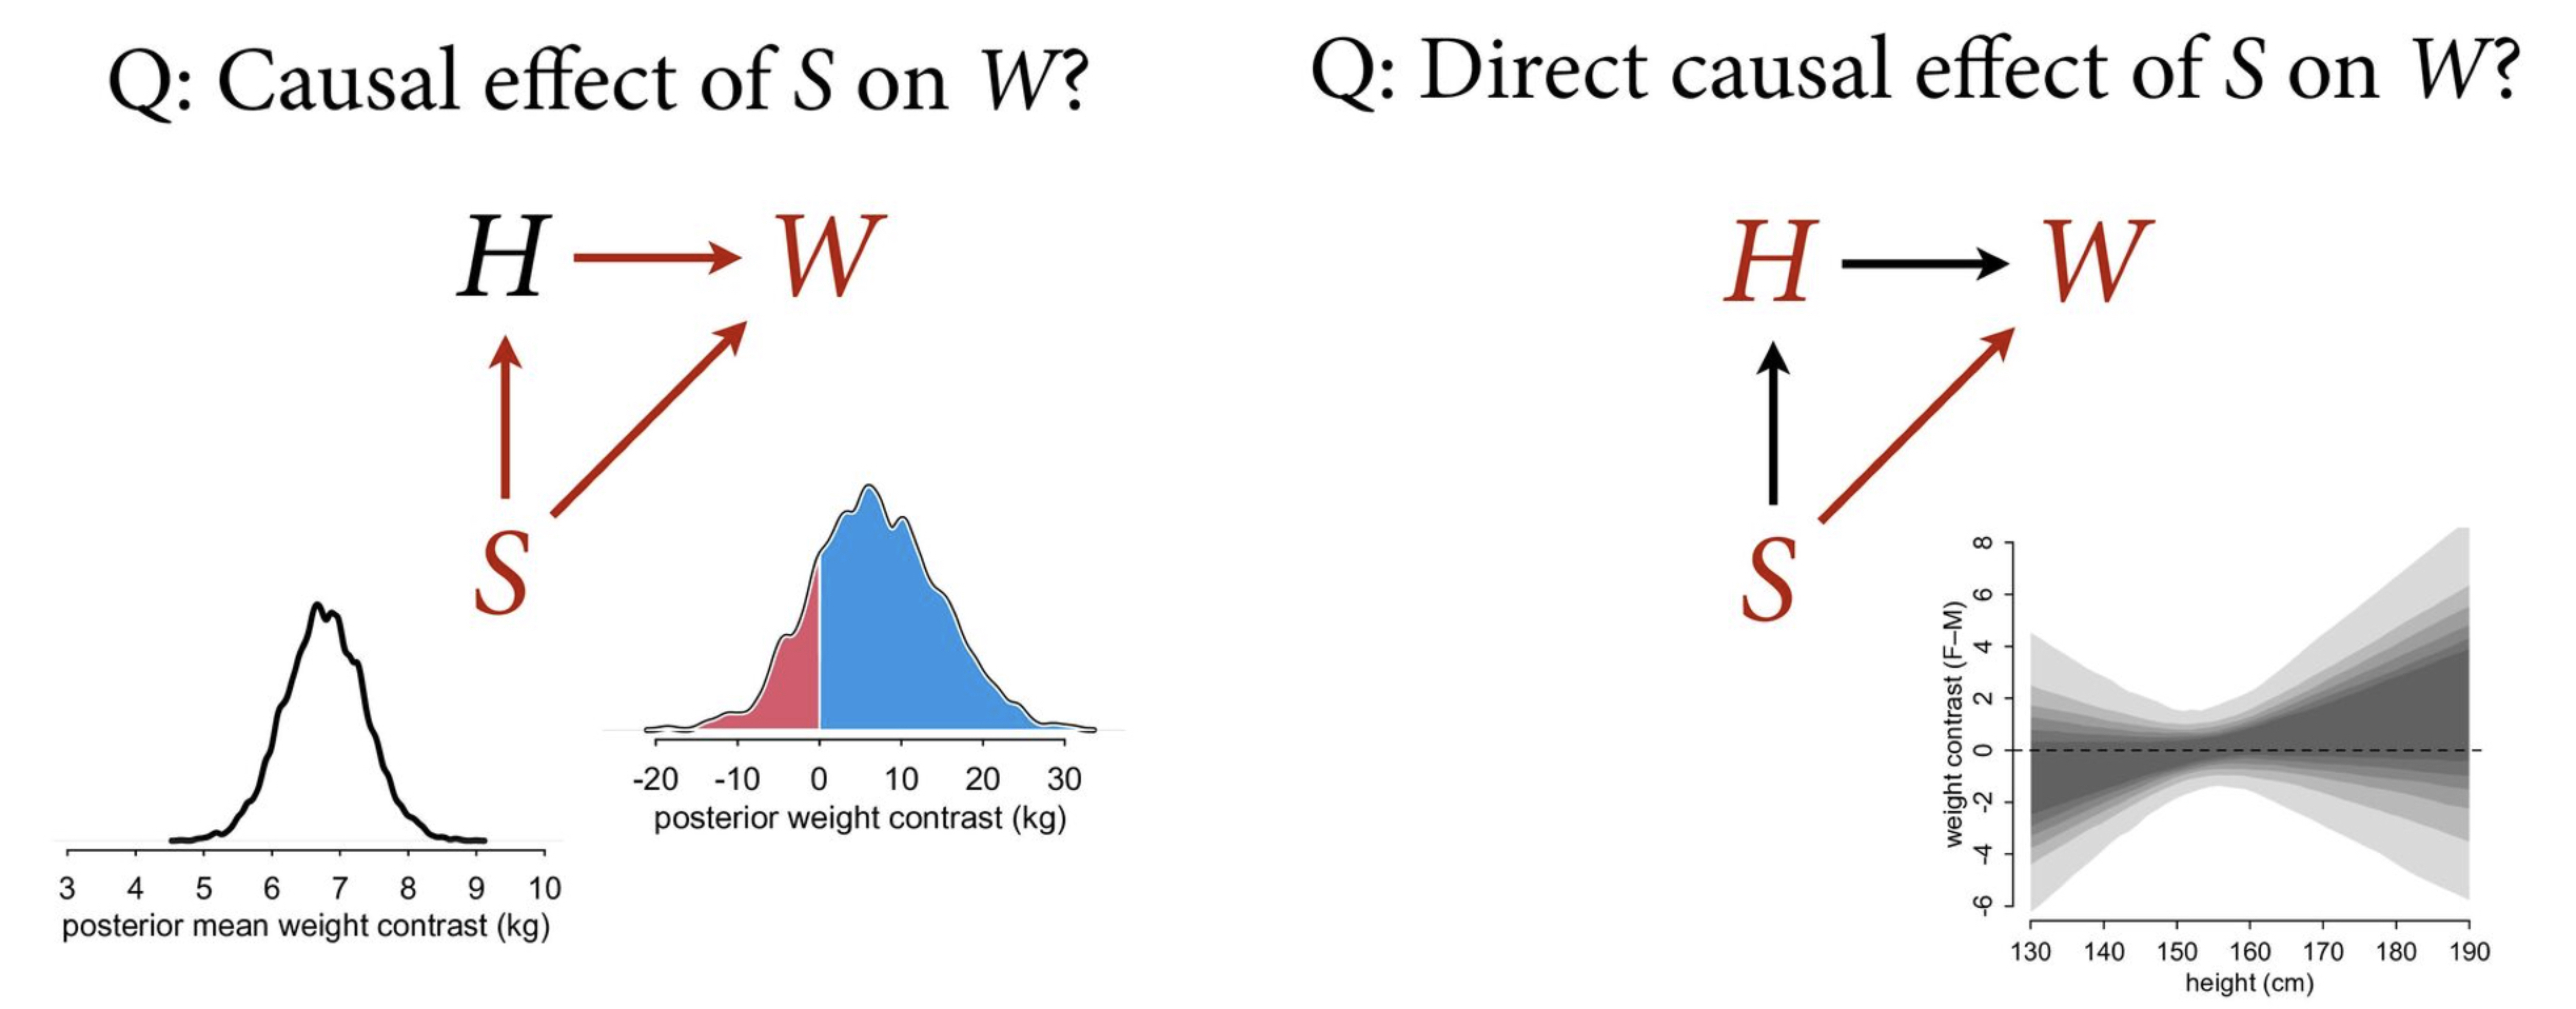 Q: Causal effect of S on W?
H
W
S
3 4 5 6 7 8 9 10
posterior mean weight contrast (kg)
-20 -10 0 10 20 30
posterior weight contrast (kg)
Q: Direct causal effect of S on W?
H
W
S
8
6
4
2
0
-2
-4
-6
weight contrast (F–M)
130 140 150 160 170 180 190
height (cm)